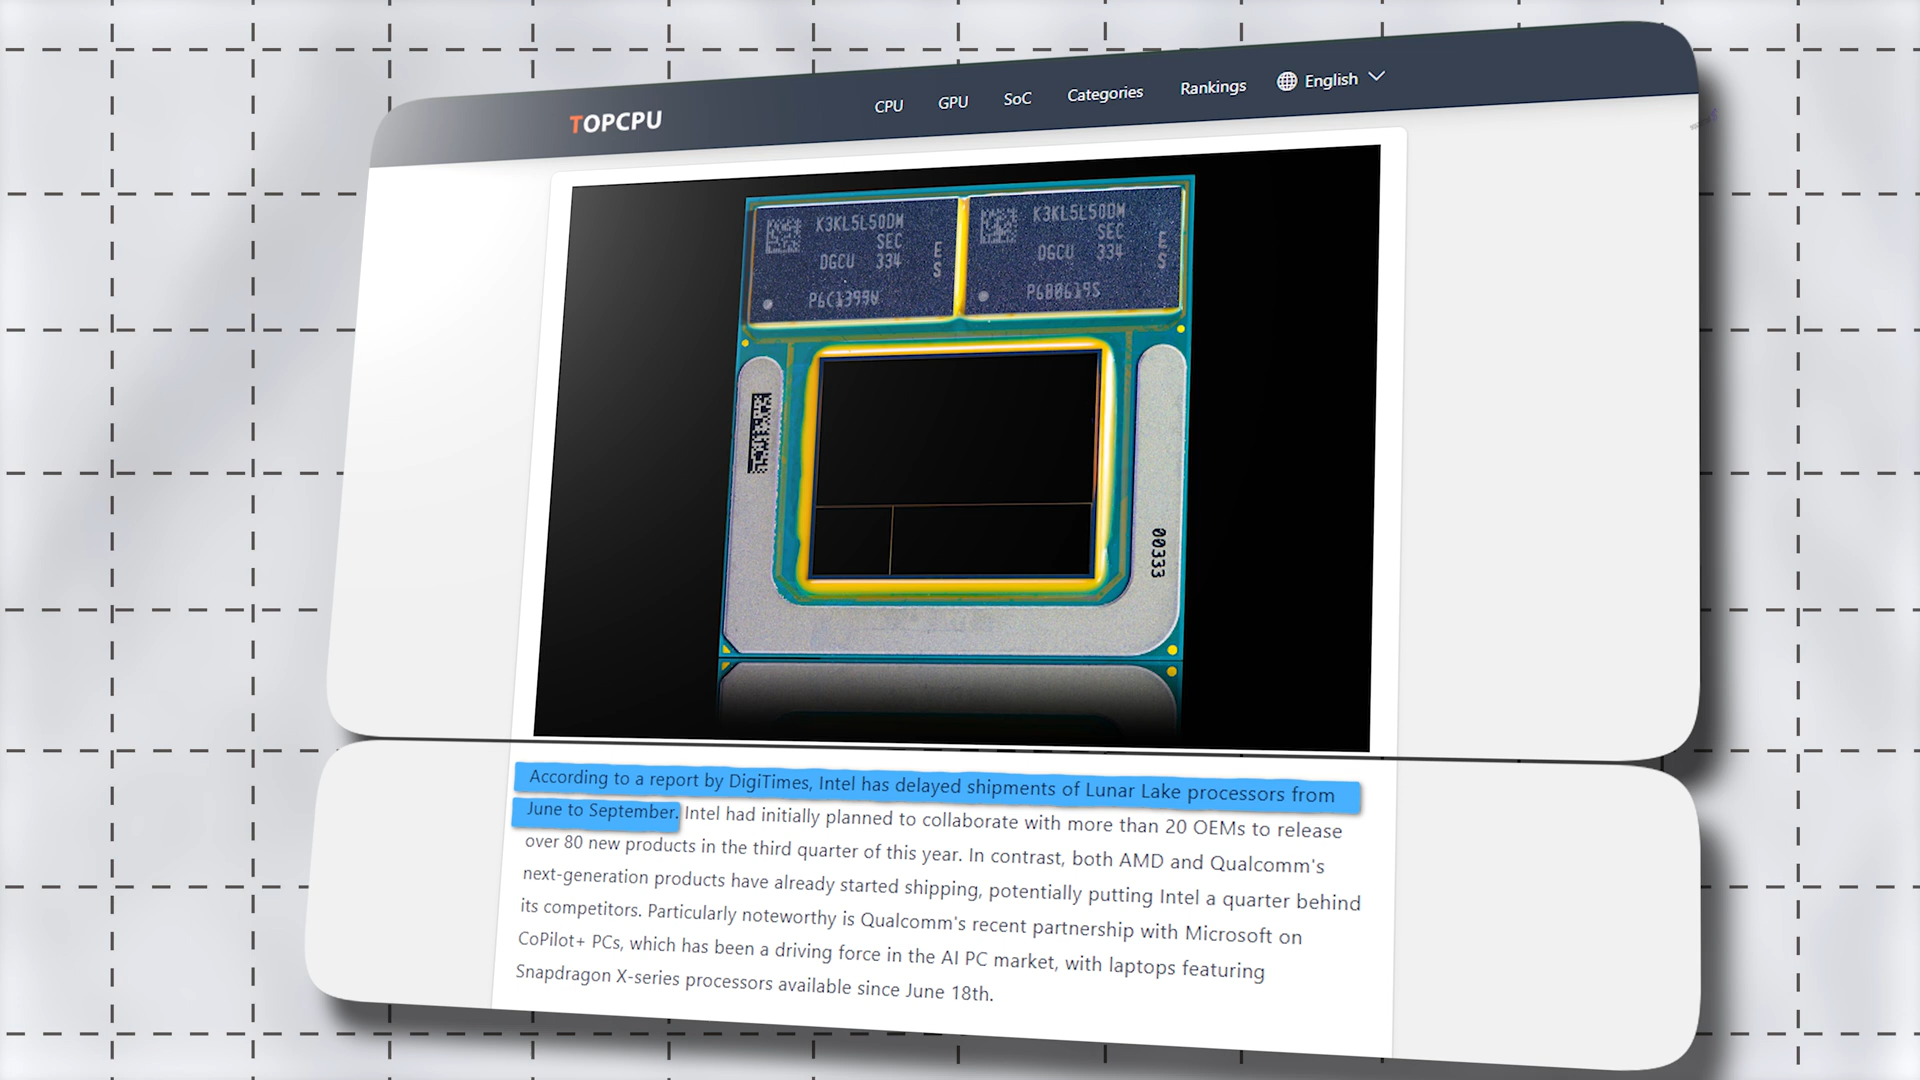 TOPCPU
CPU GPU SoC Categories Rankings English
K3KL5L50DM
SEC
DGCU 334
ES
P6C1399W
K3KL5L50DM
SEC
DGCU 334
ES
P6B0619S
00333
According to a report by DigiTimes, Intel has delayed shipments of Lunar Lake processors from
June to September. Intel had initially planned to collaborate with more than 20 OEMs to release
over 80 new products in the third quarter of this year. In contrast, both AMD and Qualcomm's
next-generation products have already started shipping, potentially putting Intel a quarter behind
its competitors. Particularly noteworthy is Qualcomm's recent partnership with Microsoft on
CoPilot+ PCs, which has been a driving force in the AI PC market, with laptops featuring
Snapdragon X-series processors available since June 18th.